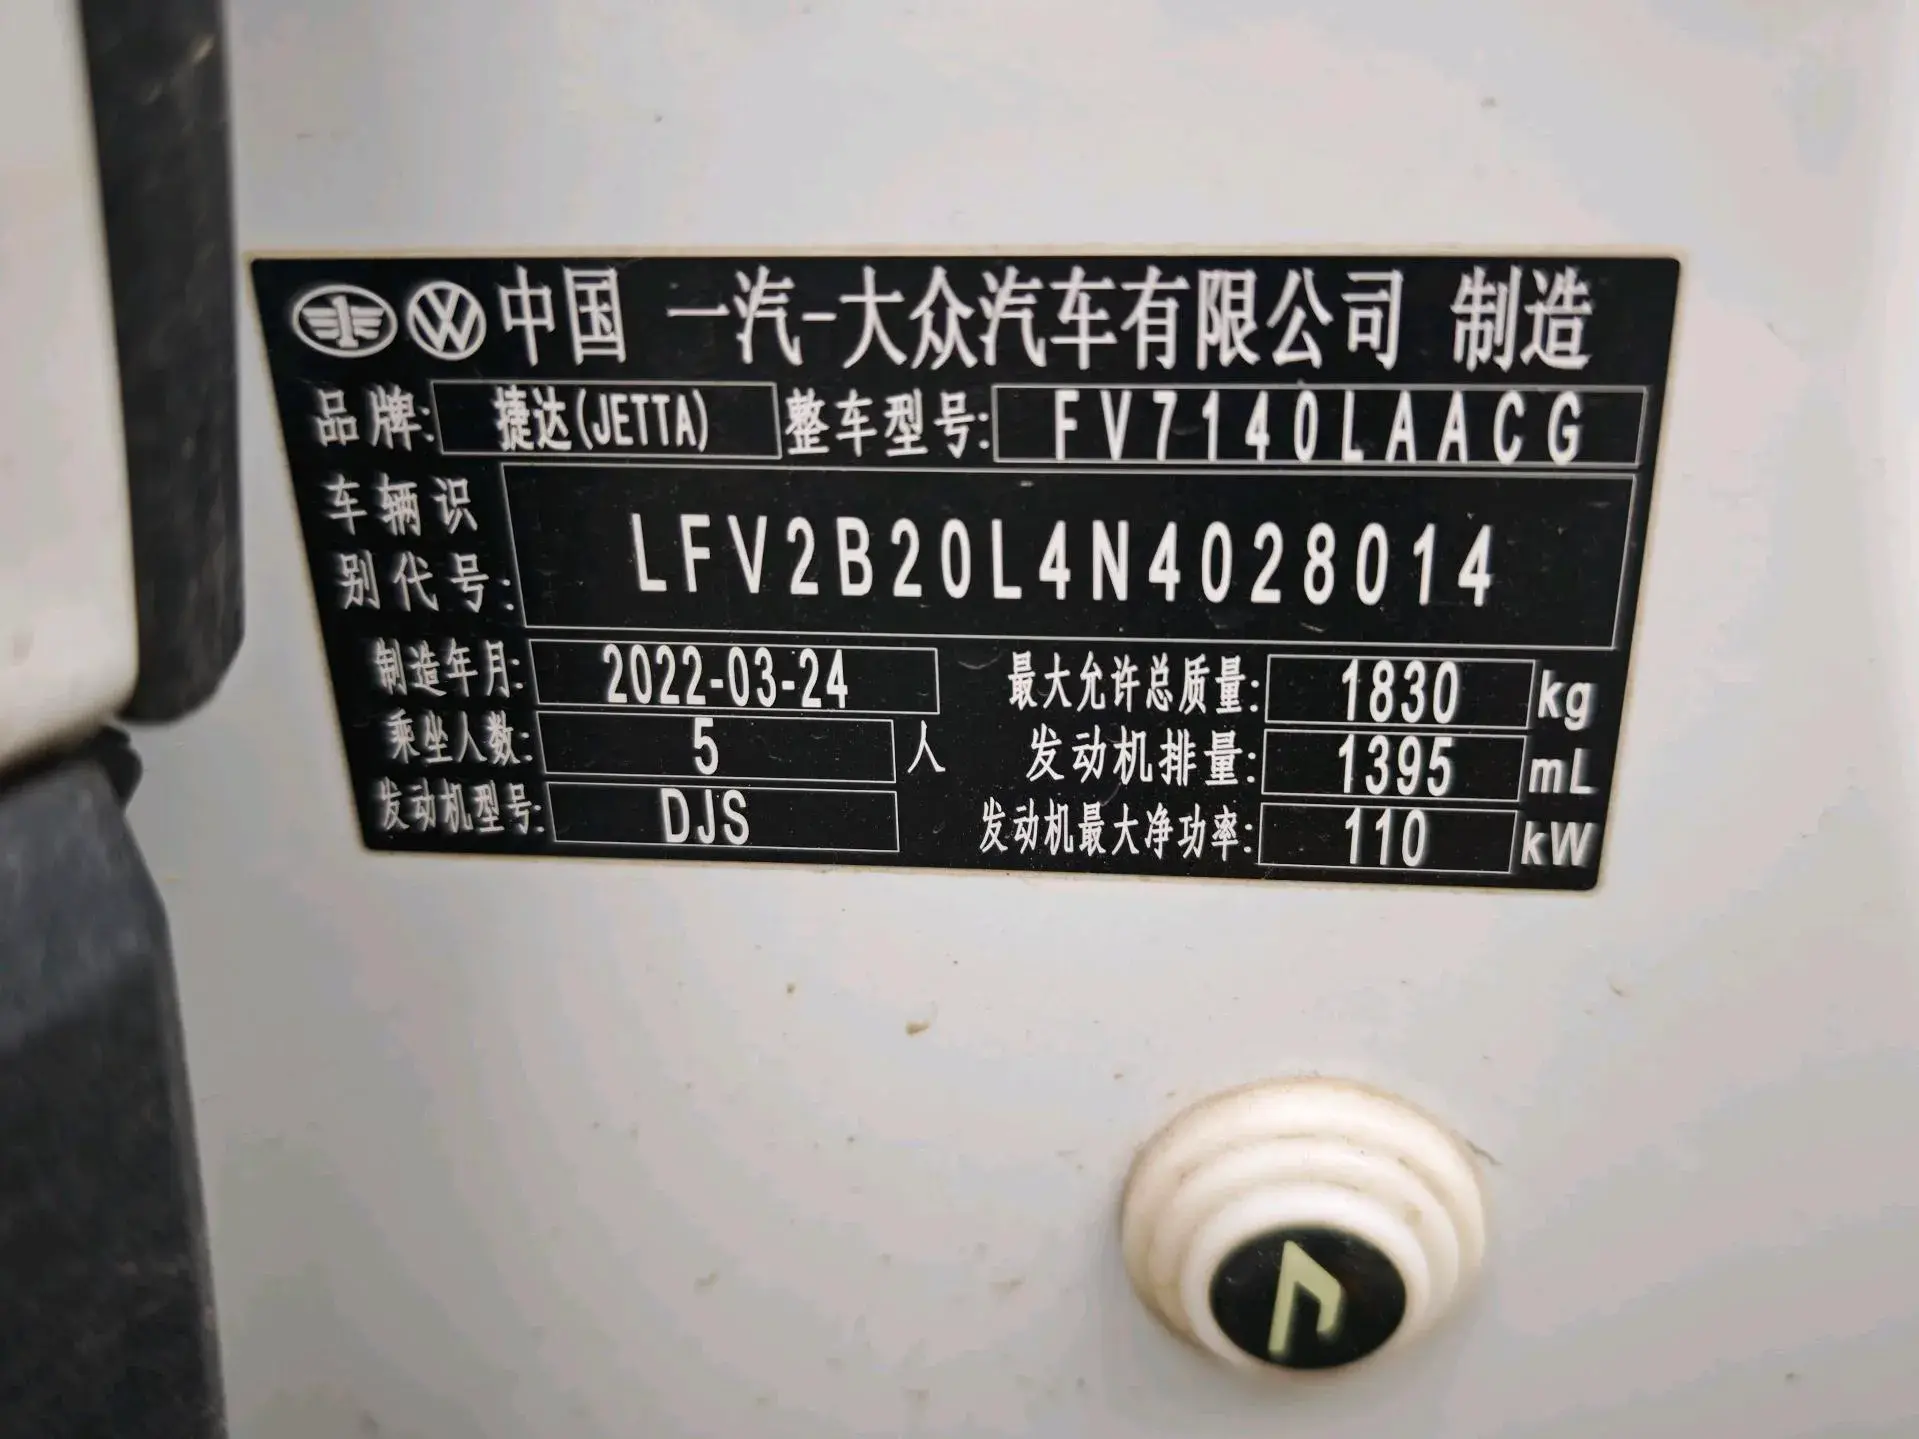 中国 一汽-大众汽车有限公司 制造
品牌: 捷达(JETTA) 整车型号: FV7140LAACG
车辆识别代号: LFV2B20L4N4028014
制造年月: 2022-03-24 最大允许总质量: 1830 kg
乘坐人数: 5 人 发动机排量: 1395 mL
发动机型号: DJS 发动机最大净功率: 110 kW